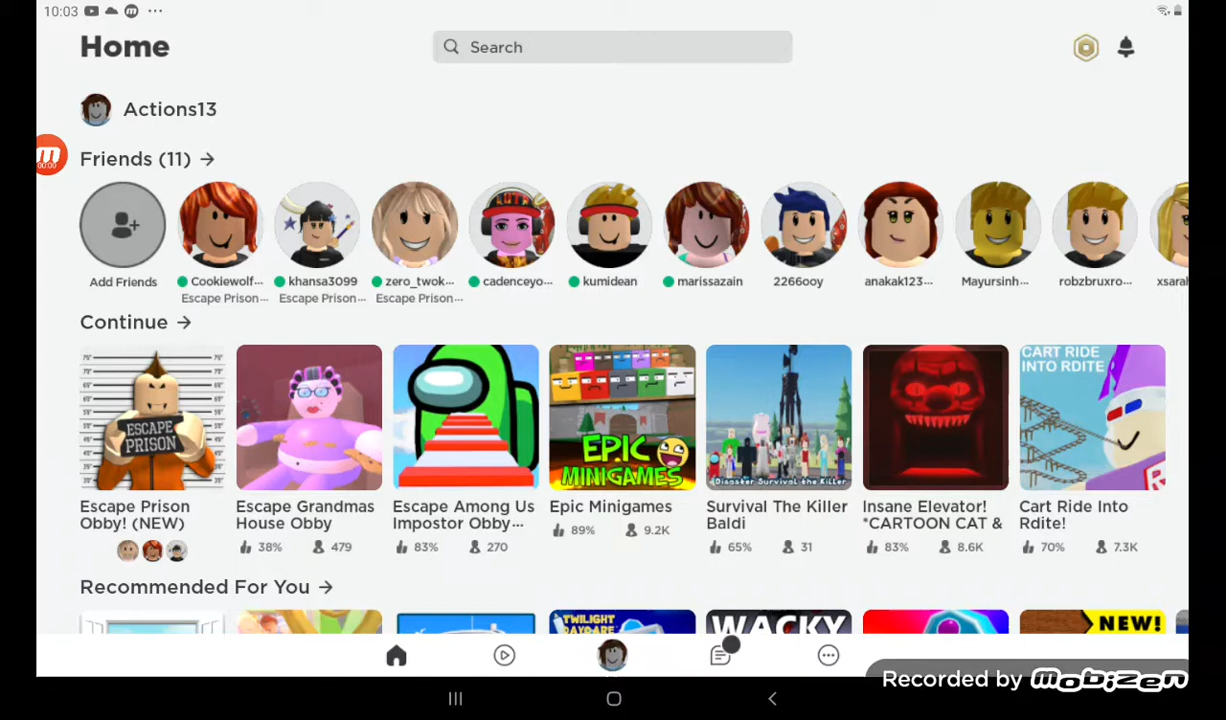 10:03
Home
Search
Actions13
00:00
Friends (11)
Add Friends
Cookiewolf...
khansa3099
zero_twok...
cadenceyo...
kumidean
marissazain
2266ooy
anakak123...
Mayursinh...
robzbruxro...
xsarah
Escape Prison...
Escape Prison...
Escape Prison...
Continue
ESCAPE
PRISON
EPIC
MINIGAMES
Disaster Survival the Killer
CART RIDE
INTO RDITE!
Escape Prison
Obby! (NEW)
Escape Grandmas
House Obby
38% 479
Escape Among Us
Impostor Obby...
83% 270
Epic Minigames
89% 9.2K
Survival The Killer
Baldi
65% 31
Insane Elevator!
*CARTOON CAT &
83% 8.6K
Cart Ride Into
Rdite!
70% 7.3K
Recommended For You
TWILIGHT
DAYCARE
WACKY
NEW!
Recorded by mobizen